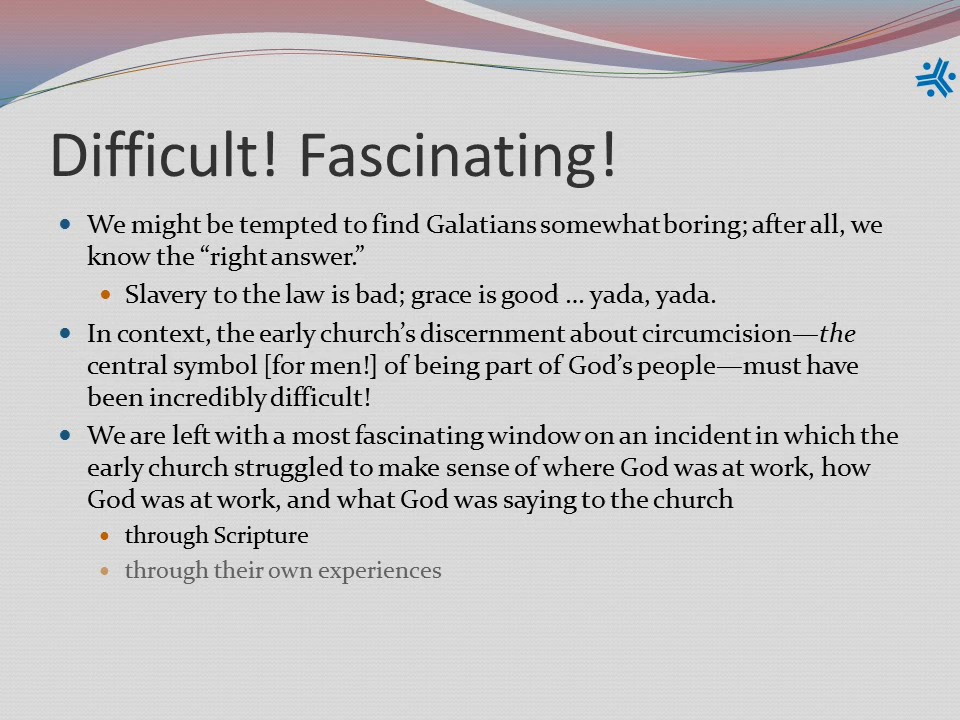 Difficult! Fascinating!
• We might be tempted to find Galatians somewhat boring; after all, we
know the “right answer.”
• Slavery to the law is bad; grace is good … yada, yada.
• In context, the early church’s discernment about circumcision—the
central symbol [for men!] of being part of God’s people—must have
been incredibly difficult!
• We are left with a most fascinating window on an incident in which the
early church struggled to make sense of where God was at work, how
God was at work, and what God was saying to the church
• through Scripture
• through their own experiences